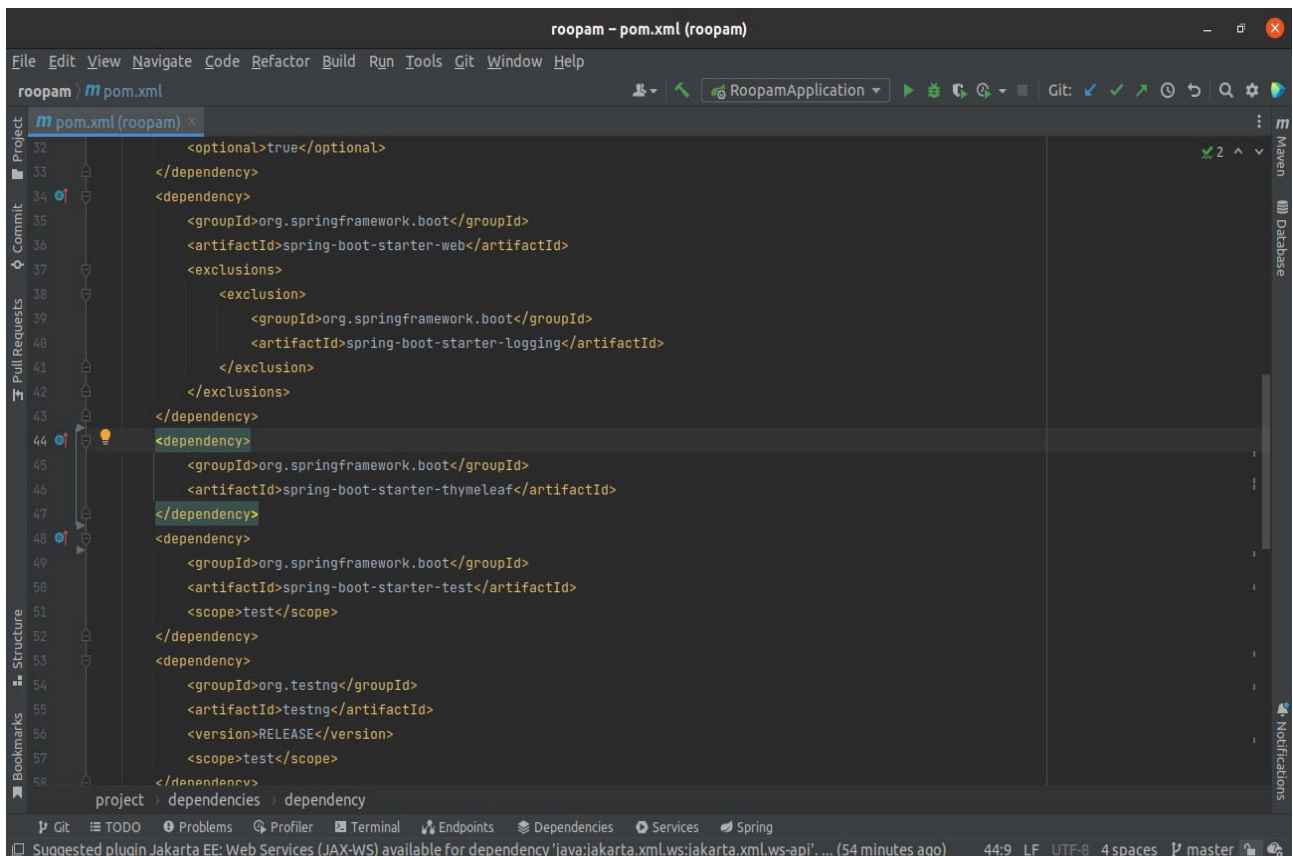 roopam – pom.xml (roopam)
File Edit View Navigate Code Refactor Build Run Tools Git Window Help
roopam m pom.xml RoopamApplication Git:
m pom.xml (roopam)
Project
Commit
Pull Requests
Structure
Bookmarks
32 <optional>true</optional>
33 </dependency>
34 <dependency>
35 <groupId>org.springframework.boot</groupId>
36 <artifactId>spring-boot-starter-web</artifactId>
37 <exclusions>
38 <exclusion>
39 <groupId>org.springframework.boot</groupId>
40 <artifactId>spring-boot-starter-logging</artifactId>
41 </exclusion>
42 </exclusions>
43 </dependency>
44 <dependency>
45 <groupId>org.springframework.boot</groupId>
46 <artifactId>spring-boot-starter-thymeleaf</artifactId>
47 </dependency>
48 <dependency>
49 <groupId>org.springframework.boot</groupId>
50 <artifactId>spring-boot-starter-test</artifactId>
51 <scope>test</scope>
52 </dependency>
53 <dependency>
54 <groupId>org.testng</groupId>
55 <artifactId>testng</artifactId>
56 <version>RELEASE</version>
57 <scope>test</scope>
58 </dependency>
2
m Maven
Database
Notifications
project dependencies dependency
Git TODO Problems Profiler Terminal Endpoints Dependencies Services Spring
Suggested plugin Jakarta EE: Web Services (JAX-WS) available for dependency 'java:jakarta.xml.ws:jakarta.xml.ws-api'. ... (54 minutes ago) 44:9 LF UTF-8 4 spaces master